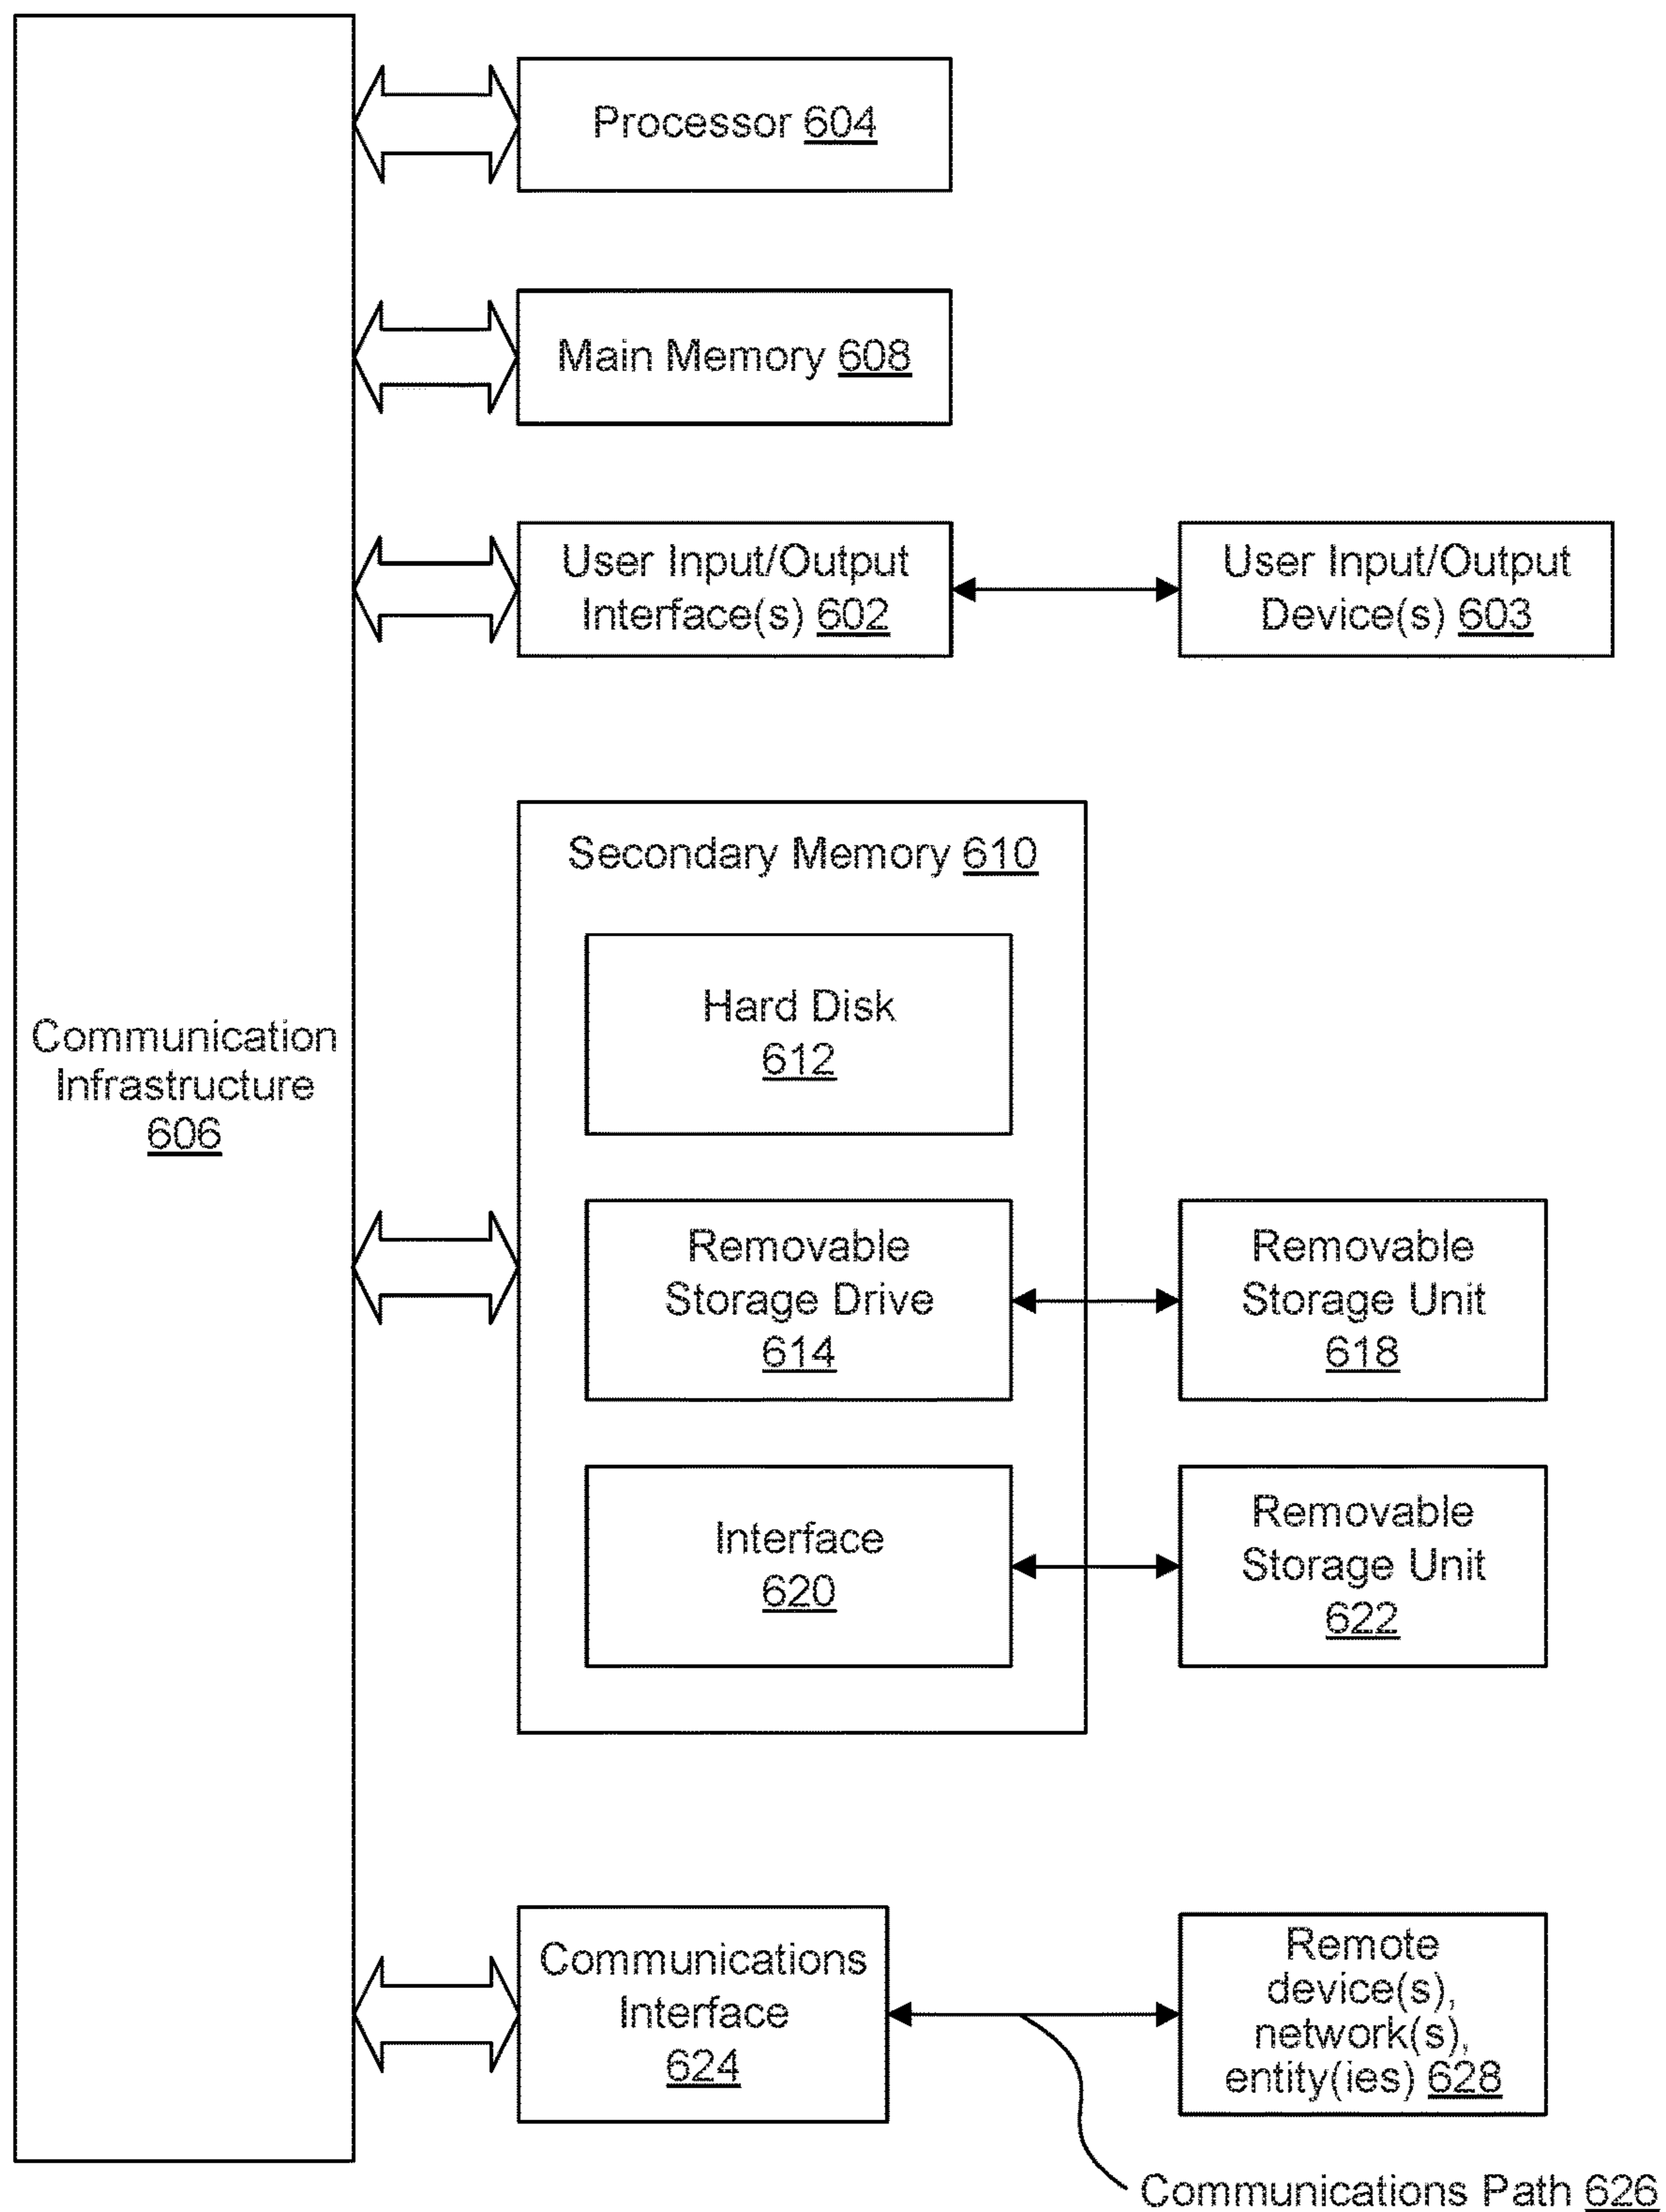 Processor 604
Main Memory 608
User Input/Output
Interface(s) 602
User Input/Output
Device(s) 603
Secondary Memory 610
Hard Disk
612
Communication
Infrastructure
606
Removable
Storage Drive
614
Removable
Storage Unit
618
Interface
620
Removable
Storage Unit
622
Communications
Interface
624
Remote
device(s),
network(s),
entity(ies) 628
Communications Path 626